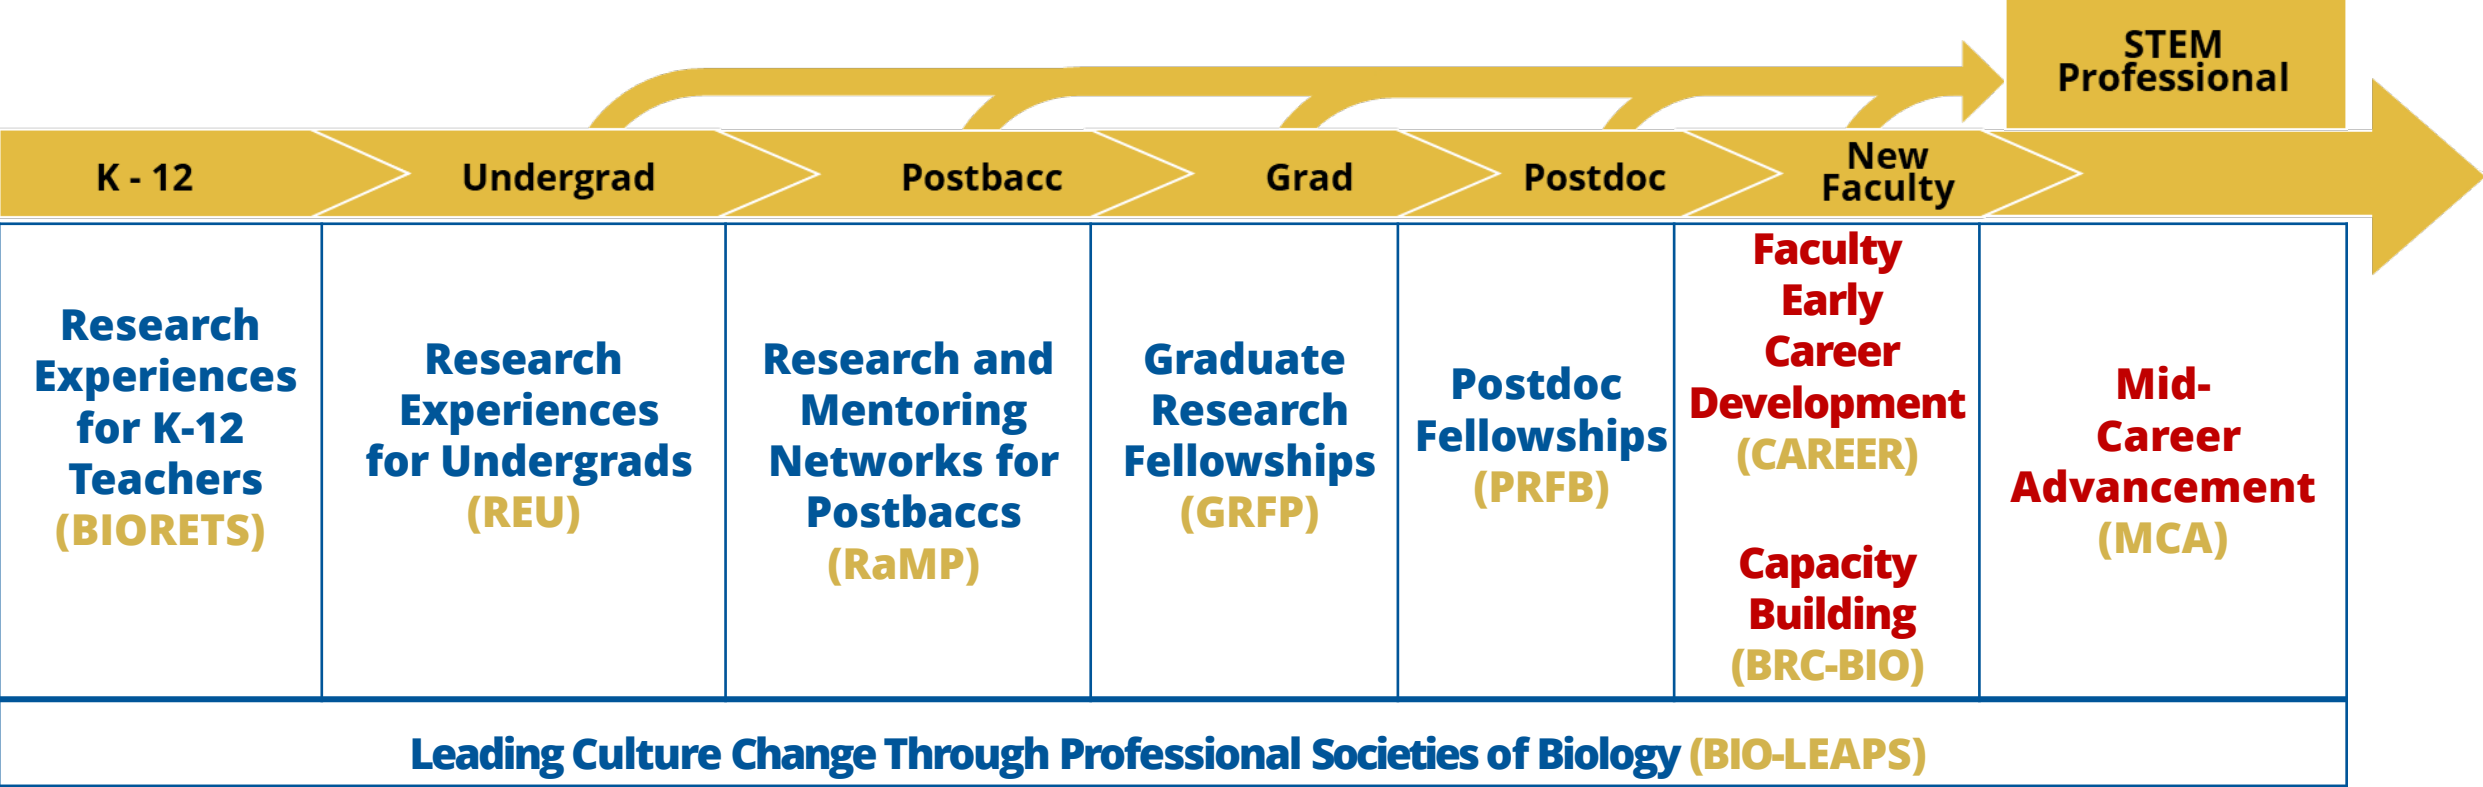 STEM
Professional
K - 12
Undergrad
Postbacc
Grad
Postdoc
New
Faculty
Research
Experiences
for K-12
Teachers
(BIORETS)
Research
Experiences
for Undergrads
(REU)
Research and
Mentoring
Networks for
Postbaccs
(RaMP)
Graduate
Research
Fellowships
(GRFP)
Postdoc
Fellowships
(PRFB)
Faculty
Early
Career
Development
(CAREER)
Capacity
Building
(BRC-BIO)
Mid-
Career
Advancement
(MCA)
Leading Culture Change Through Professional Societies of Biology (BIO-LEAPS)